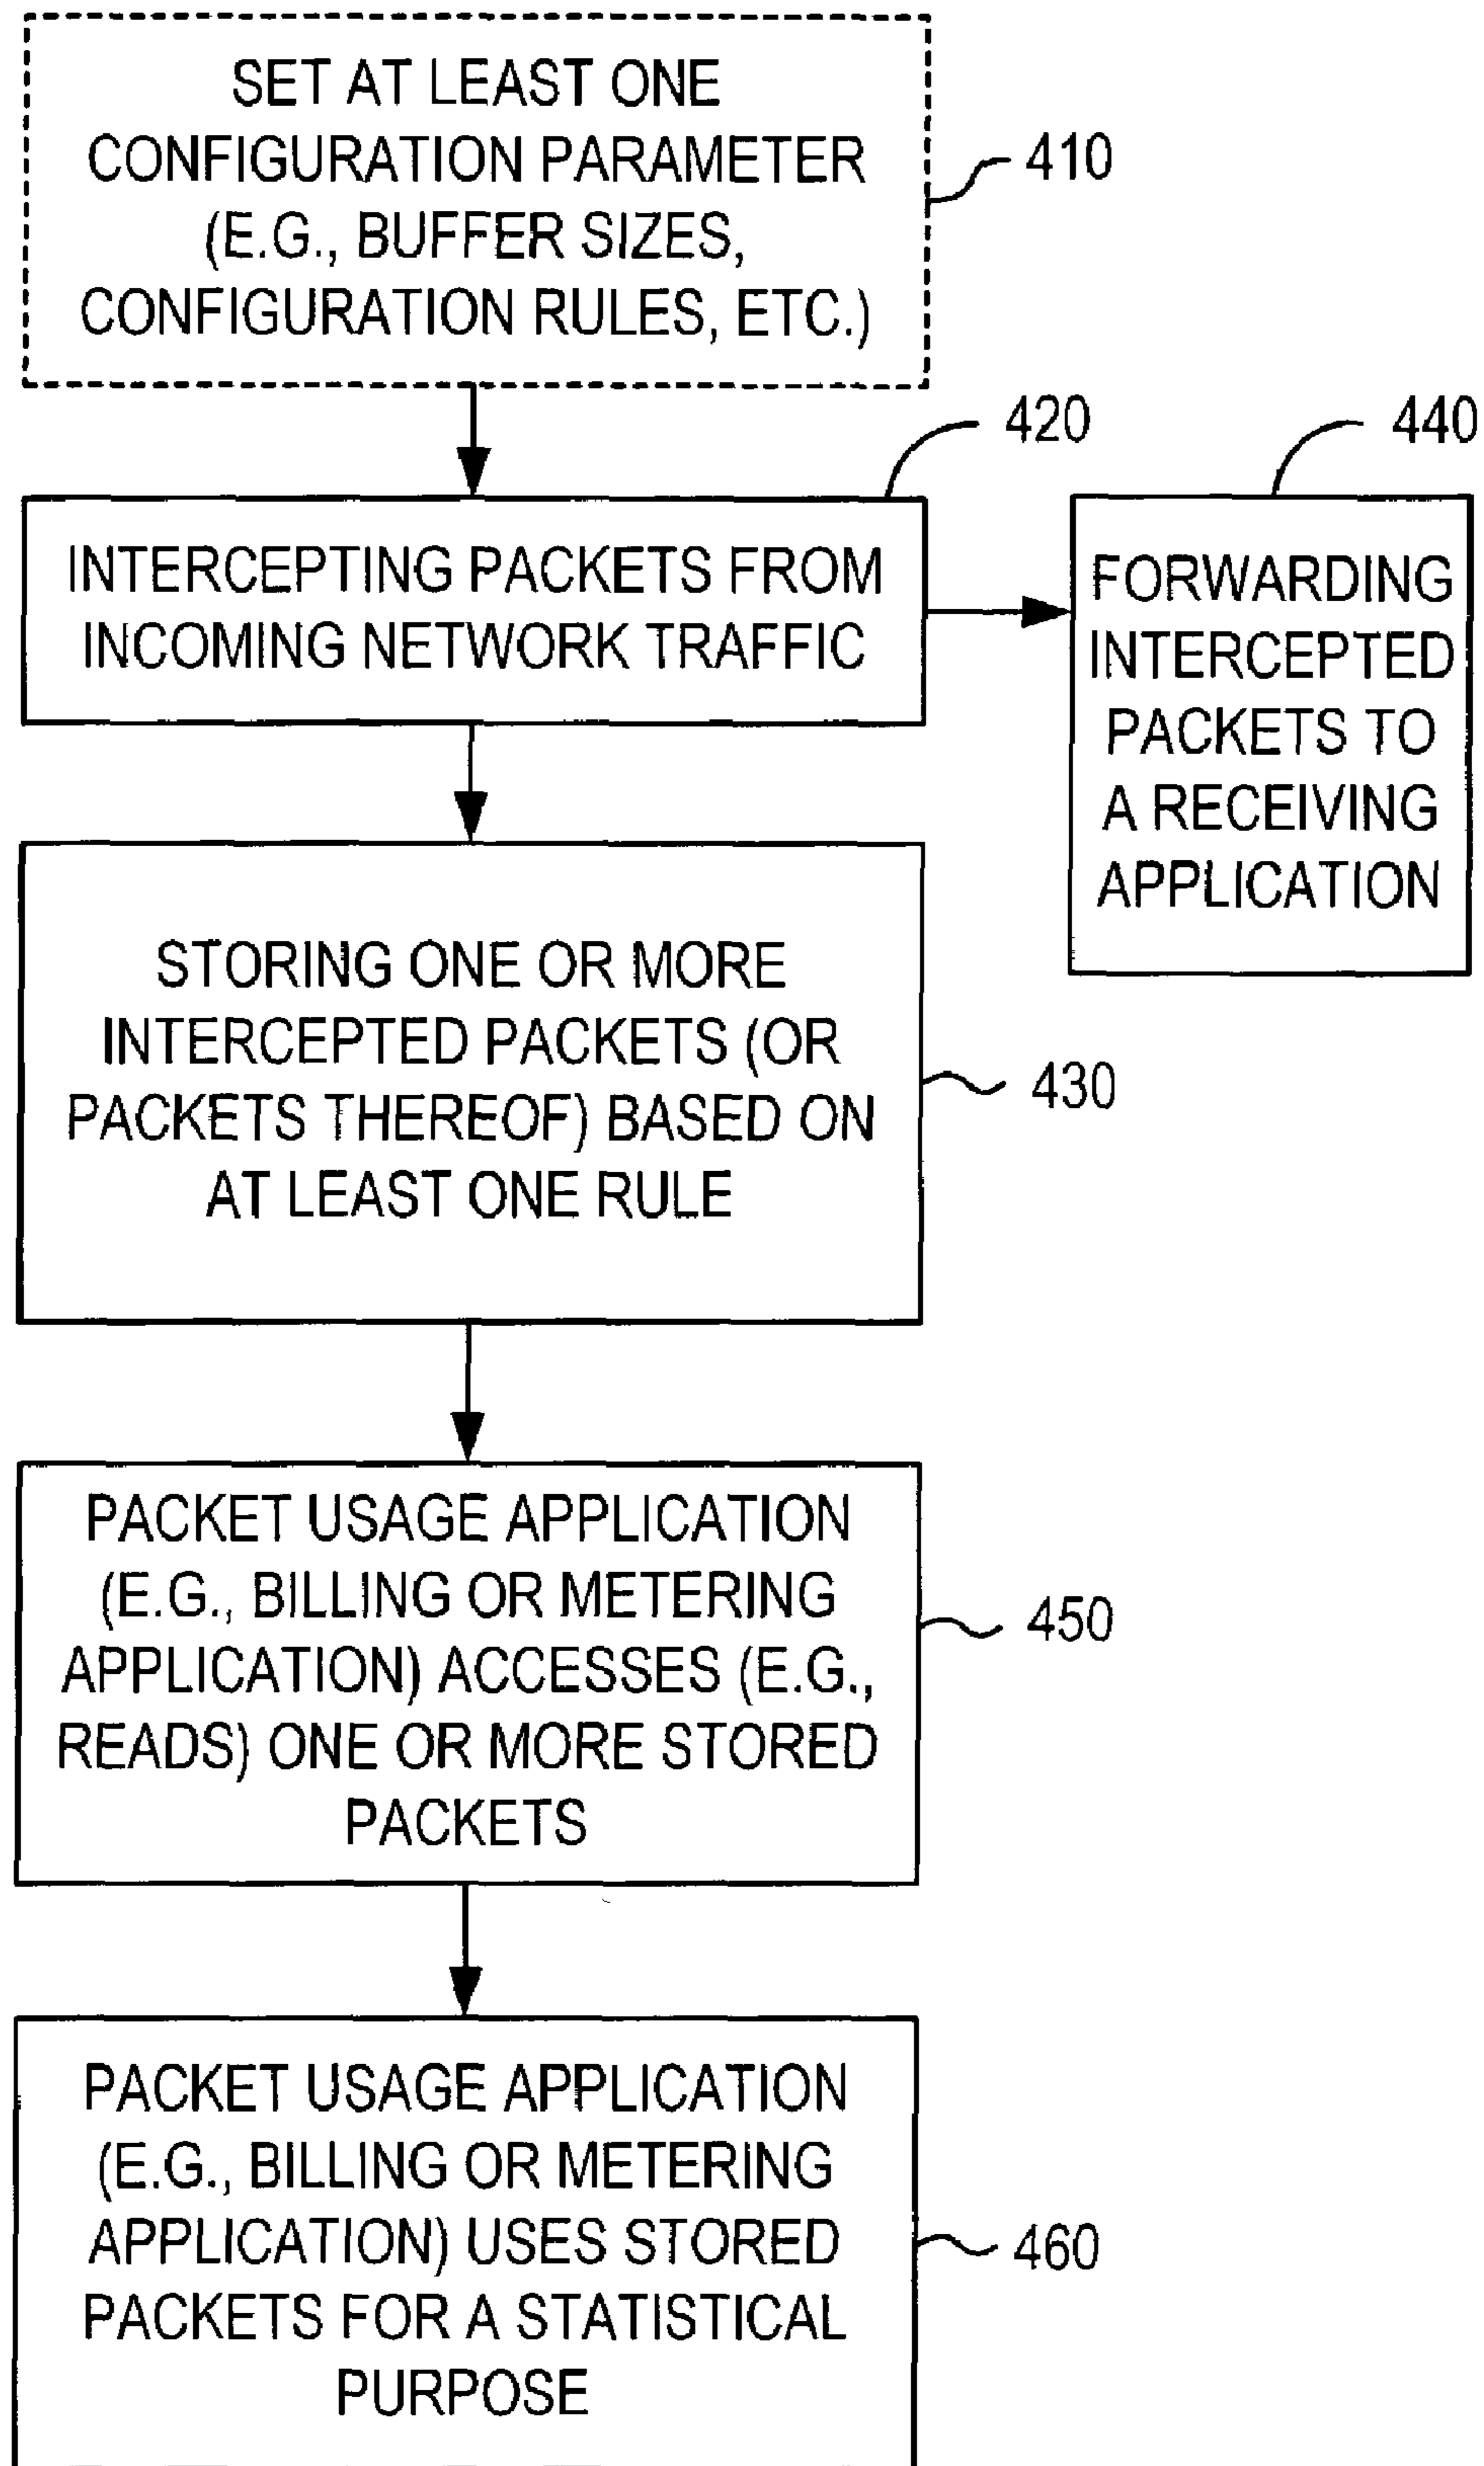 SET AT LEAST ONE
CONFIGURATION PARAMETER
(E.G., BUFFER SIZES,
CONFIGURATION RULES, ETC.)
410
420
440
INTERCEPTING PACKETS FROM
INCOMING NETWORK TRAFFIC
FORWARDING
INTERCEPTED
PACKETS TO
A RECEIVING
APPLICATION
STORING ONE OR MORE
INTERCEPTED PACKETS (OR
PACKETS THEREOF) BASED ON
AT LEAST ONE RULE
430
PACKET USAGE APPLICATION
(E.G., BILLING OR METERING
APPLICATION) ACCESSES (E.G.,
READS) ONE OR MORE STORED
PACKETS
450
PACKET USAGE APPLICATION
(E.G., BILLING OR METERING
APPLICATION) USES STORED
PACKETS FOR A STATISTICAL
PURPOSE
460